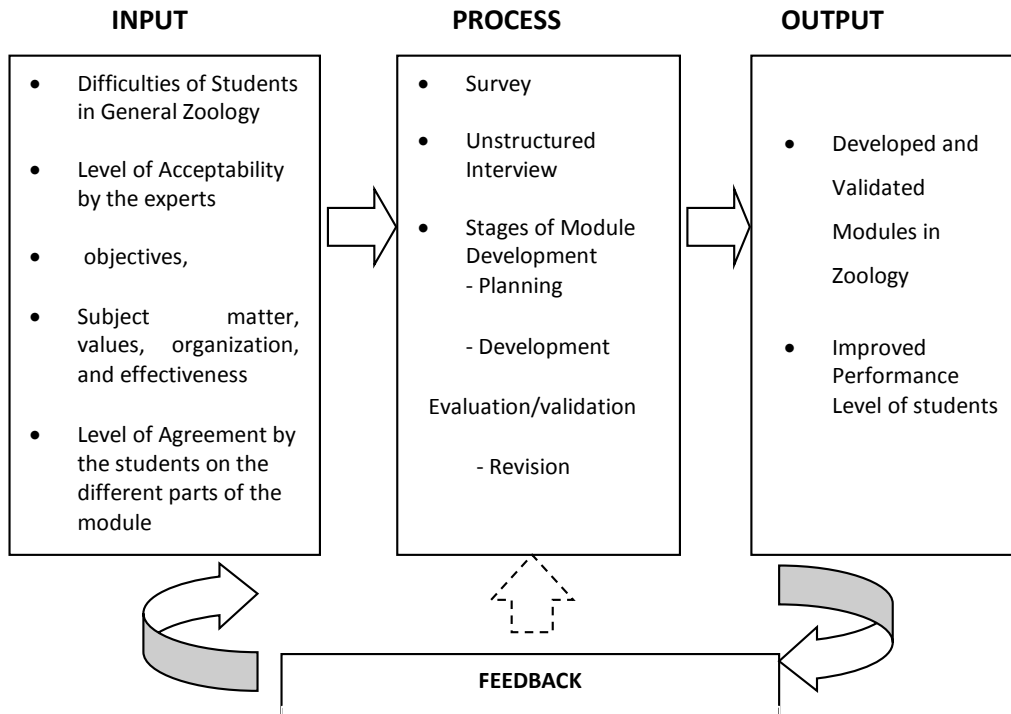 INPUT
PROCESS
OUTPUT
• Difficulties of Students
in General Zoology
• Level of Acceptability
by the experts
• objectives,
• Subject matter,
values, organization,
and effectiveness
• Level of Agreement by
the students on the
different parts of the
module
• Survey
• Unstructured
Interview
• Stages of Module
Development
- Planning
- Development
Evaluation/validation
- Revision
• Developed and
Validated
Modules in
Zoology
• Improved
Performance
Level of students
FEEDBACK